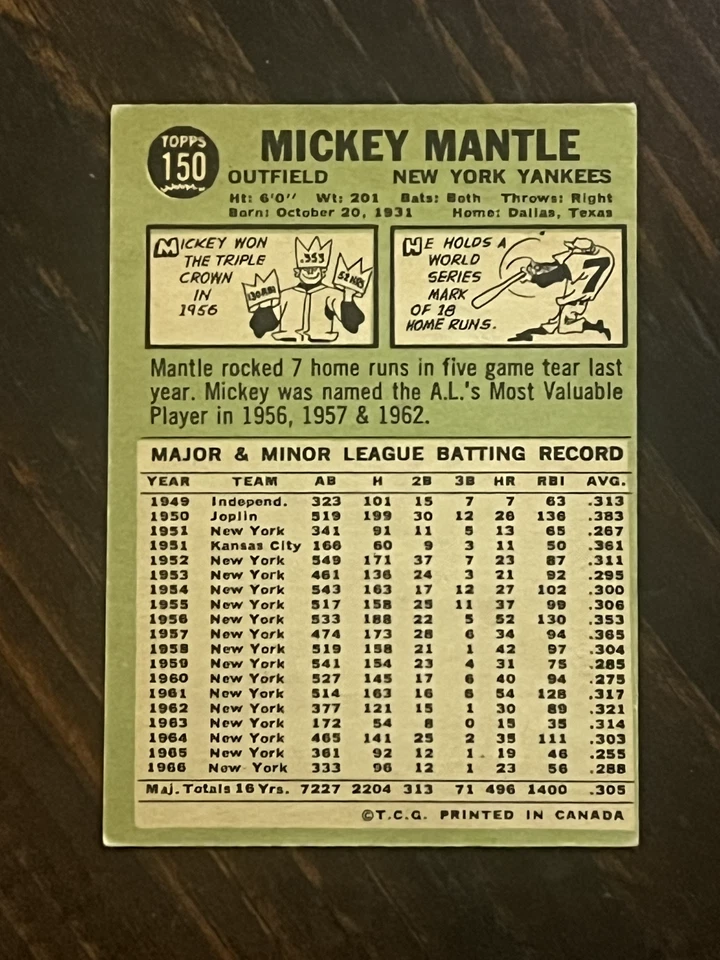 TOPPS
150
MICKEY MANTLE
OUTFIELD NEW YORK YANKEES
Ht: 6'0'' Wt: 201 Bats: Both Throws: Right
Born: October 20, 1931 Home: Dallas, Texas
MICKEY WON
THE TRIPLE
CROWN
IN
1956
130 RBI
.353
52 HRS
HE HOLDS A
WORLD
SERIES
MARK
OF 18
HOME RUNS.
7
Mantle rocked 7 home runs in five game tear last
year. Mickey was named the A.L.'s Most Valuable
Player in 1956, 1957 & 1962.
MAJOR & MINOR LEAGUE BATTING RECORD
YEAR TEAM AB H 2B 3B HR RBI AVG.
1949 Independ. 323 101 15 7 7 63 .313
1950 Joplin 519 199 30 12 26 136 .383
1951 New York 341 91 11 5 13 65 .267
1951 Kansas City 166 60 9 3 11 50 .361
1952 New York 549 171 37 7 23 87 .311
1953 New York 461 136 24 3 21 92 .295
1954 New York 543 163 17 12 27 102 .300
1955 New York 517 158 25 11 37 99 .306
1956 New York 533 188 22 5 52 130 .353
1957 New York 474 173 28 6 34 94 .365
1958 New York 519 158 21 1 42 97 .304
1959 New York 541 154 23 4 31 75 .285
1960 New York 527 145 17 6 40 94 .275
1961 New York 514 163 16 6 54 128 .317
1962 New York 377 121 15 1 30 89 .321
1963 New York 172 54 8 0 15 35 .314
1964 New York 465 141 25 2 35 111 .303
1965 New York 361 92 12 1 19 46 .255
1966 New York 333 96 12 1 23 56 .288
Maj. Totals 16 Yrs. 7227 2204 313 71 496 1400 .305
©T.C.G. PRINTED IN CANADA